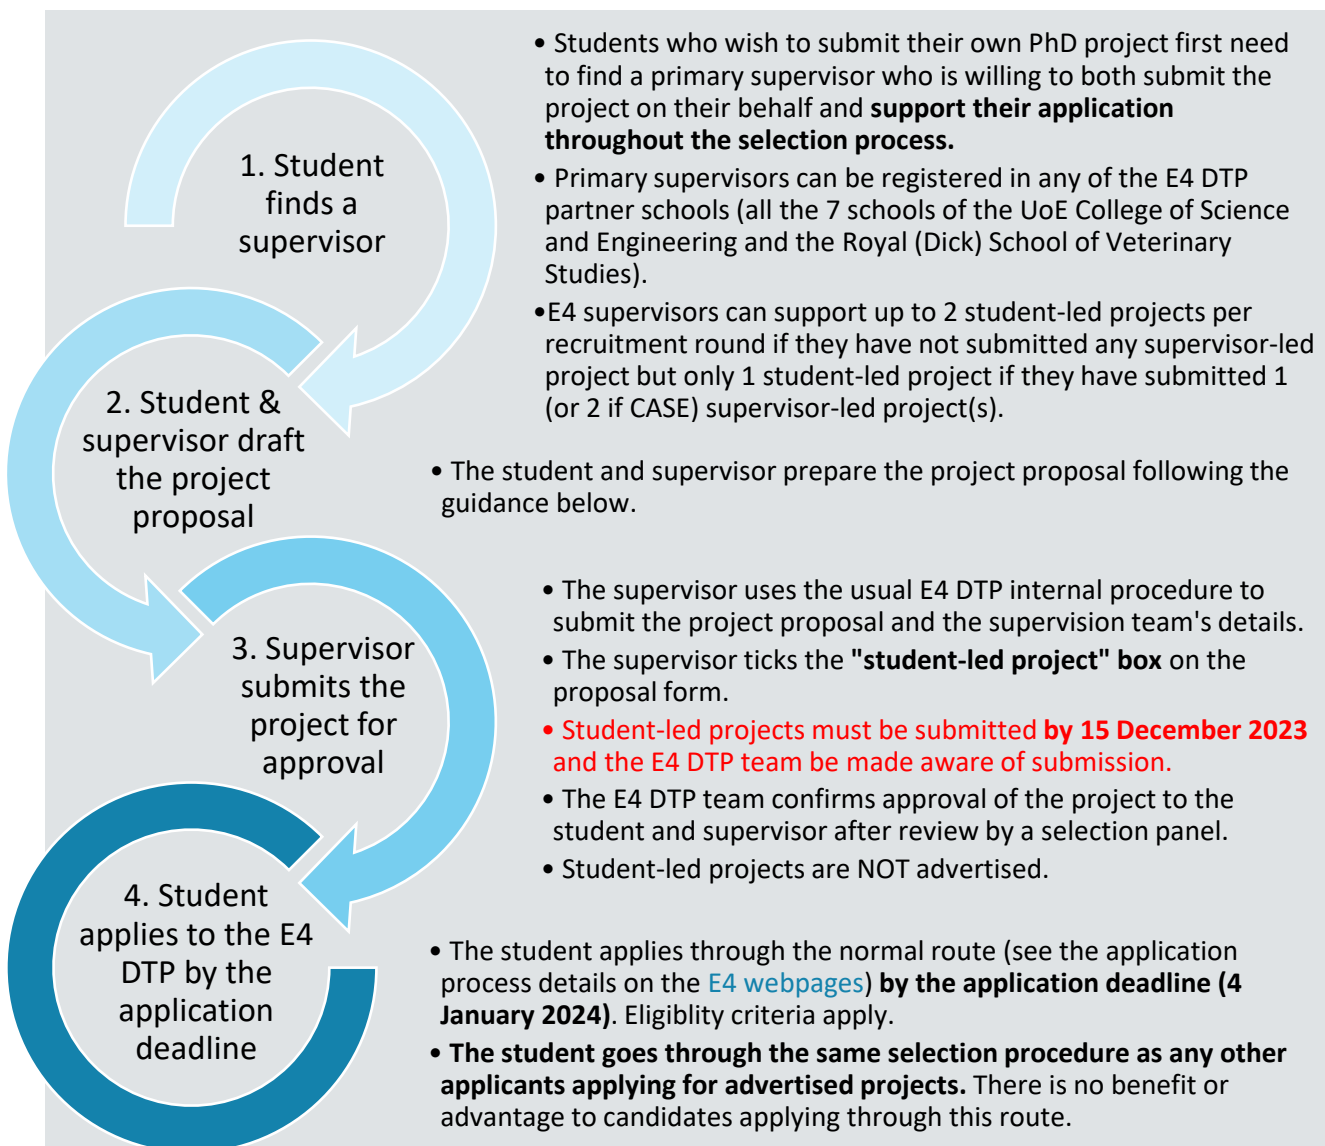 1. Student
finds a
supervisor
• Students who wish to submit their own PhD project first need
to find a primary supervisor who is willing to both submit the
project on their behalf and support their application
throughout the selection process.
• Primary supervisors can be registered in any of the E4 DTP
partner schools (all the 7 schools of the UoE College of Science
and Engineering and the Royal (Dick) School of Veterinary
Studies).
•E4 supervisors can support up to 2 student-led projects per
recruitment round if they have not submitted any supervisor-led
project but only 1 student-led project if they have submitted 1
(or 2 if CASE) supervisor-led project(s).
2. Student &
supervisor draft
the project
proposal
• The student and supervisor prepare the project proposal following the
guidance below.
3. Supervisor
submits the
project for
approval
• The supervisor uses the usual E4 DTP internal procedure to
submit the project proposal and the supervision team's details.
• The supervisor ticks the "student-led project" box on the
proposal form.
• Student-led projects must be submitted by 15 December 2023
and the E4 DTP team be made aware of submission.
• The E4 DTP team confirms approval of the project to the
student and supervisor after review by a selection panel.
• Student-led projects are NOT advertised.
4. Student
applies to the E4
DTP by the
application
deadline
• The student applies through the normal route (see the application
process details on the E4 webpages) by the application deadline (4
January 2024). Eligiblity criteria apply.
• The student goes through the same selection procedure as any other
applicants applying for advertised projects. There is no benefit or
advantage to candidates applying through this route.